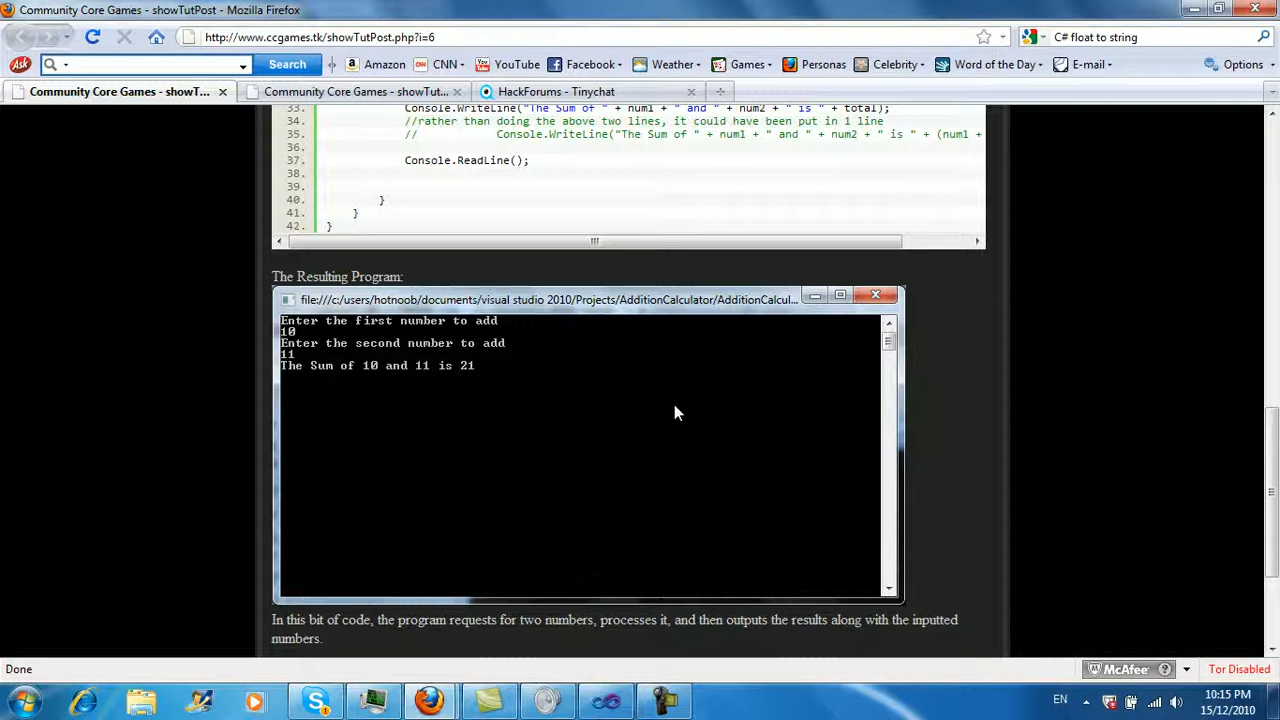 Community Core Games - showTutPost - Mozilla Firefox
http://www.ccgames.tk/showTutPost.php?i=6
C# float to string
Ask
Search
Amazon
CNN
YouTube
Facebook
Weather
Games
Personas
Celebrity
Word of the Day
E-mail
Options
Community Core Games - showT...
Community Core Games - showTut...
HackForums - Tinychat
33. Console.WriteLine("The Sum of " + num1 + " and " + num2 + " is " + total);
34. //rather than doing the above two lines, it could have been put in 1 line
35. // Console.WriteLine("The Sum of " + num1 + " and " + num2 + " is " + (num1 +
36.
37. Console.ReadLine();
38.
39.
40. }
41. }
42. }
The Resulting Program:
file:///c:/users/hotnoob/documents/visual studio 2010/Projects/AdditionCalculator/AdditionCalcul...
Enter the first number to add
10
Enter the second number to add
11
The Sum of 10 and 11 is 21
In this bit of code, the program requests for two numbers, processes it, and then outputs the results along with the inputted
numbers.
Done
McAfee
Tor Disabled
EN
10:15 PM
15/12/2010